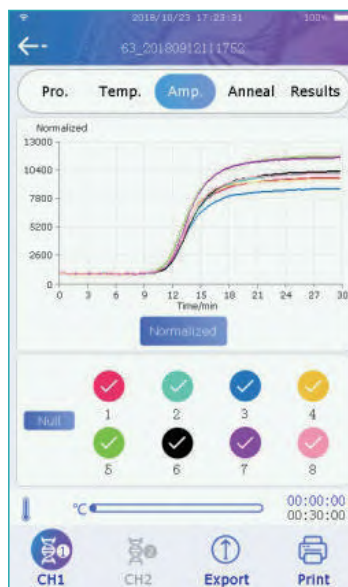 2018/10/23 17:23:31 100%
63_20180912111752
Pro. Temp. Amp. Anneal Results
Normalized
13000
10400
7800
5200
2600
0
0 3 6 9 12 15 18 21 24 27 30
Time/min
Normalized
1 2 3 4
Null
5 6 7 8
℃ 00:00:00
00:30:00
1 2
CH1 CH2 Export Print